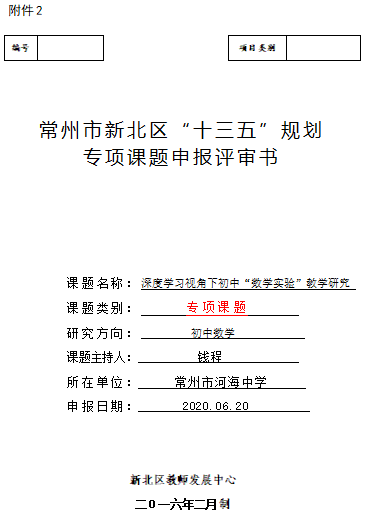 附件2
编号
项目类别
常州市新北区“十三五”规划
专项课题申报评审书
课题名称：深度学习视角下初中“数学实验”教学研究
课题类别：专项课题
研究方向：初中数学
课题主持人：钱程
所在单位：常州市河海中学
申报日期：2020.06.20
新北区教师发展中心
二0一六年二月制